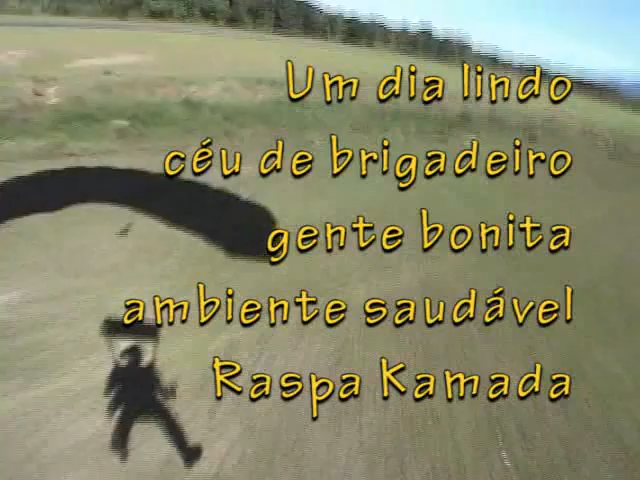 Um dia lindo
céu de brigadeiro
gente bonita
ambiente saudável
Raspa Kamada